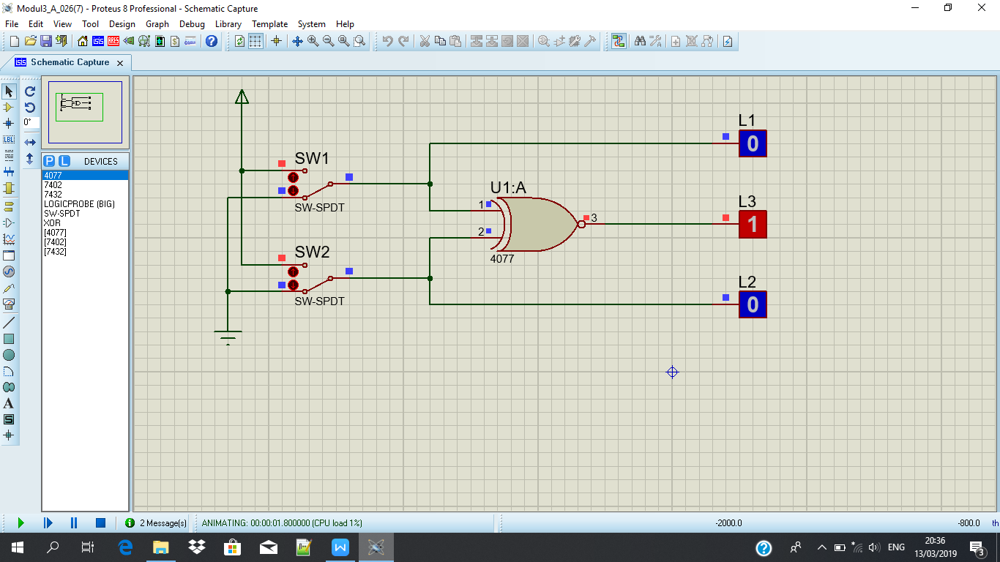 Modul3_A_026(7) - Proteus 8 Professional - Schematic Capture
File Edit View Tool Design Graph Debug Library Template System Help
Schematic Capture
0°
LBL
P L DEVICES
4077
7402
7432
LOGICPROBE (BIG)
SW-SPDT
XOR
[4077]
[7402]
[7432]
A
S
L1
0
SW1
SW-SPDT
U1:A
1
2
3
4077
L3
1
SW2
SW-SPDT
L2
0
2 Message(s) ANIMATING: 00:00:01.800000 (CPU load 1%) -2000.0 -800.0 th
ENG 20:36
13/03/2019
3